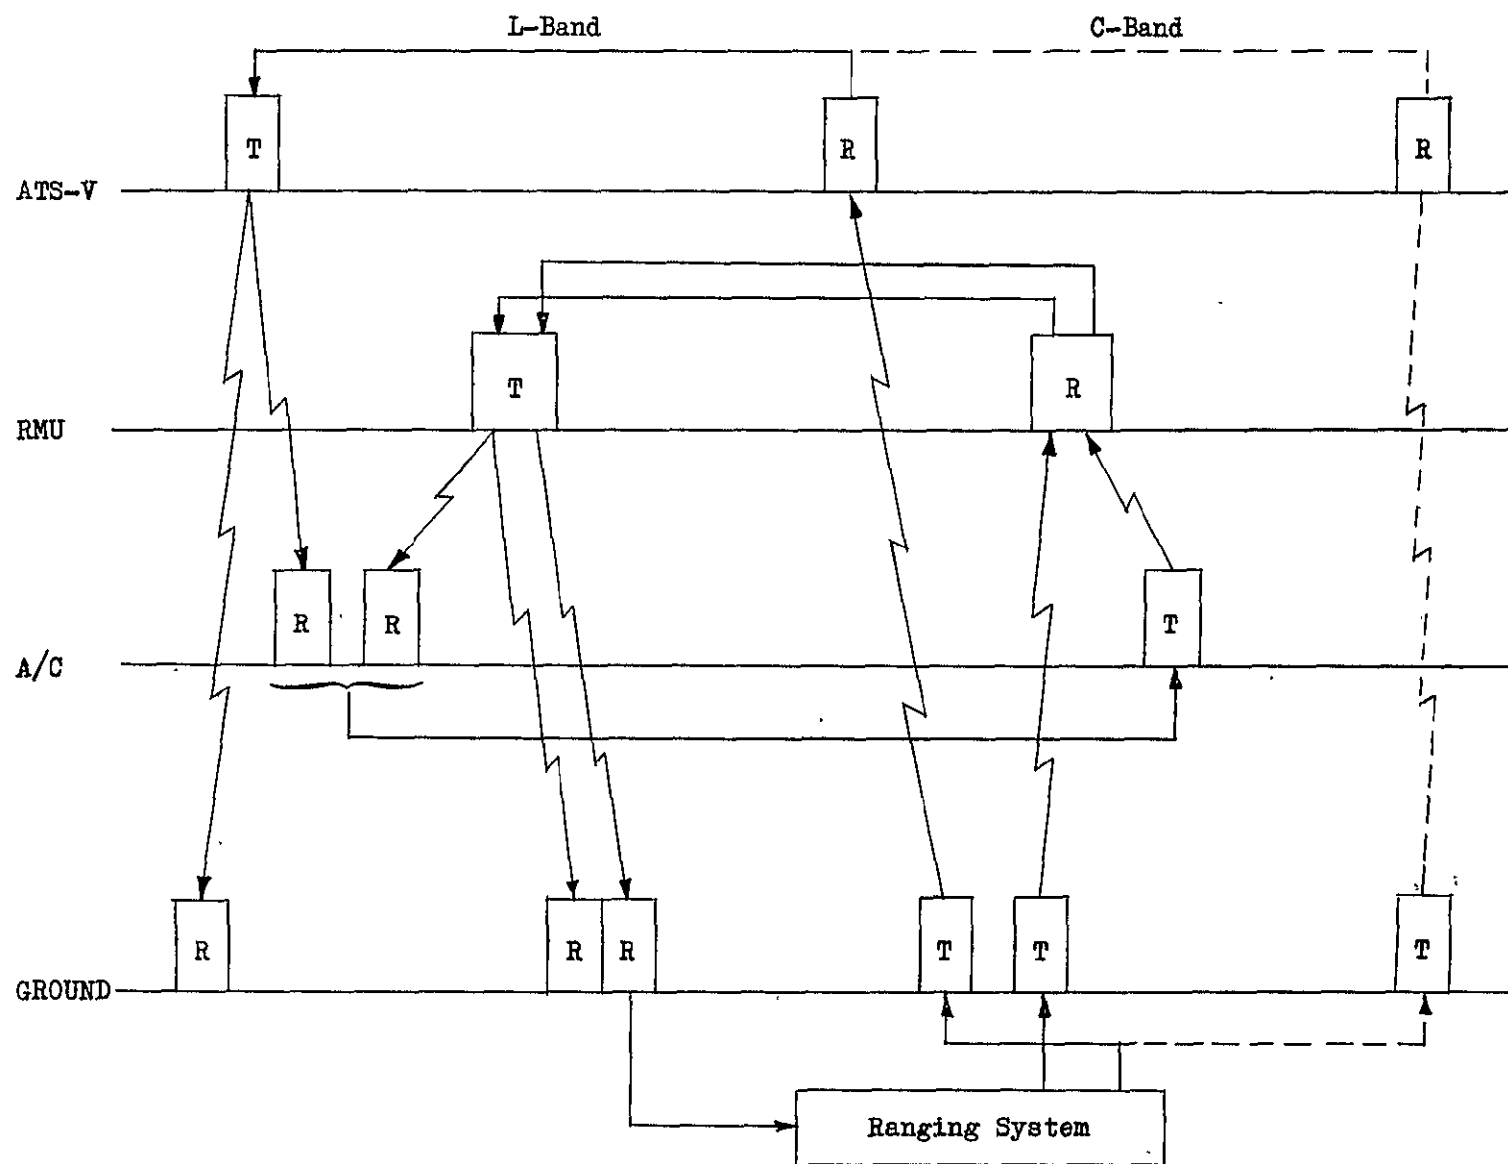 L-Band C-Band
T R R
ATS-V
T R
RMU
R R T
A/C
R R R T T T
GROUND
Ranging System